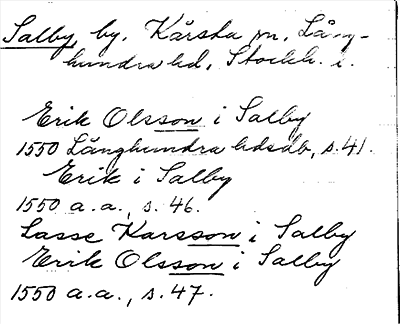 Salby, by. Kårsta sn. Lång-
hundra hd. Stockh. l.
Erik Olsson i Salby
1550 Långhundra hdsdb, s. 41.
Erik i Salby
1550 a.a., s. 46.
Lasse Karsson i Salby
Erik Olsson i Salby
1550 a.a., s. 47.